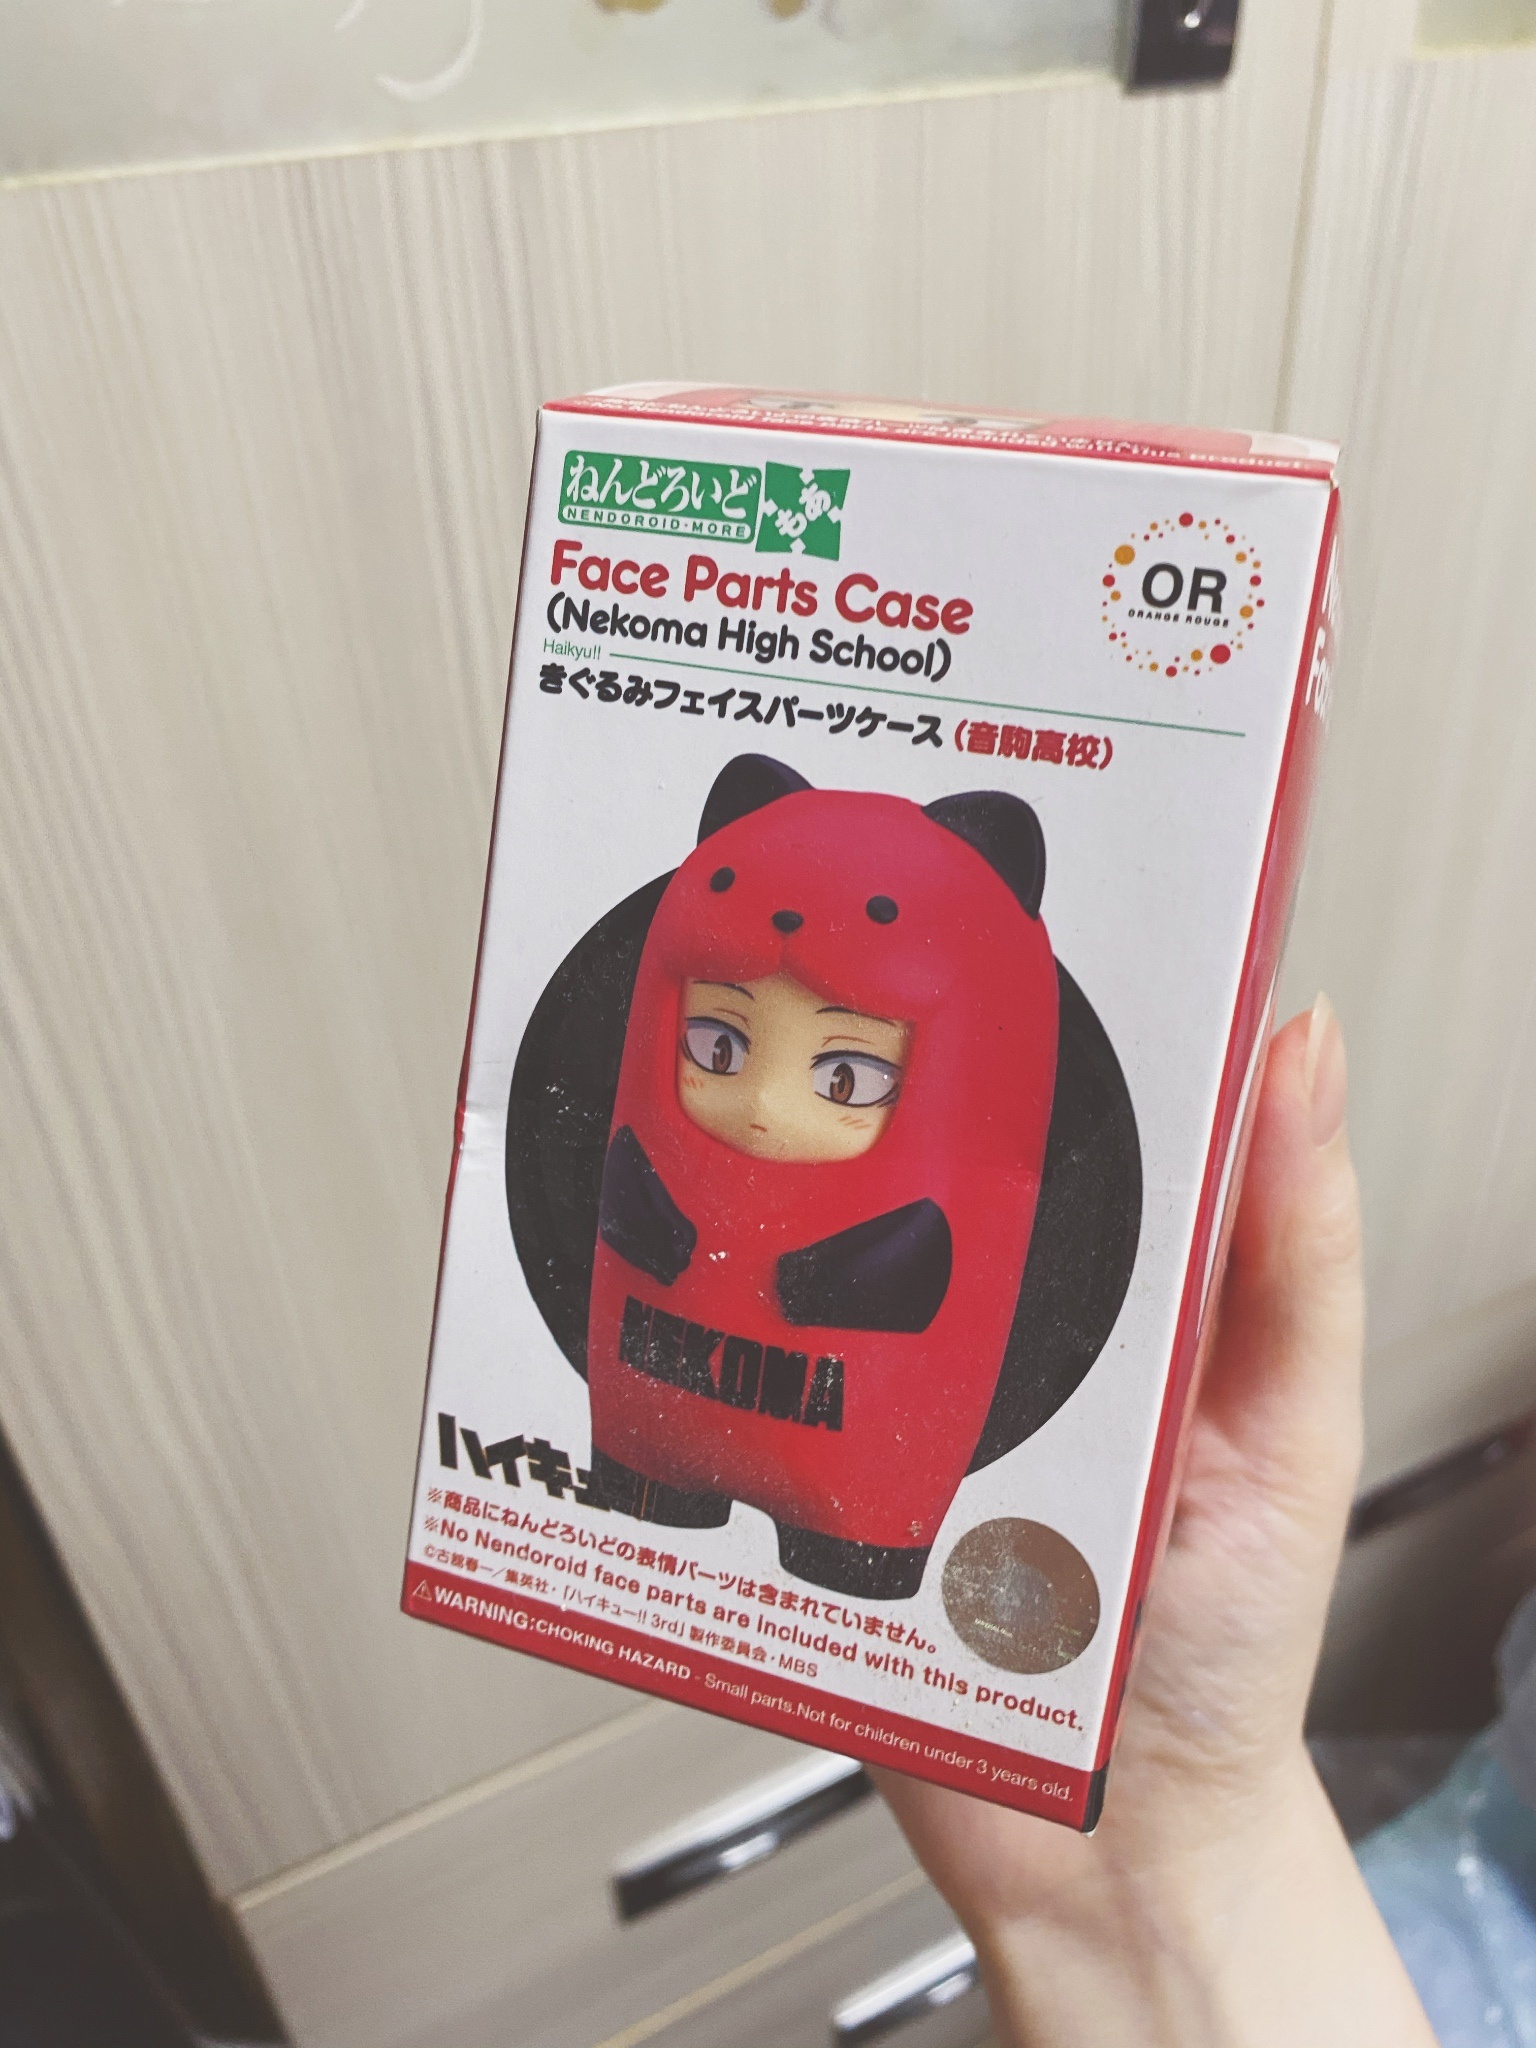 ねんどろいど
もあ
NENDOROID·MORE
OR
ORANGE ROUGE
Face Parts Case
(Nekoma High School)
Haikyu!!
きぐるみフェイスパーツケース (音駒高校)
NEKOMA
ハイキュー
※商品にねんどろいどの表情パーツは含まれていません。
※No Nendoroid face parts are included with this product.
©古舘春一／集英社・「ハイキュー!! 3rd」製作委員会・MBS
⚠WARNING:CHOKING HAZARD - Small parts.Not for children under 3 years old.